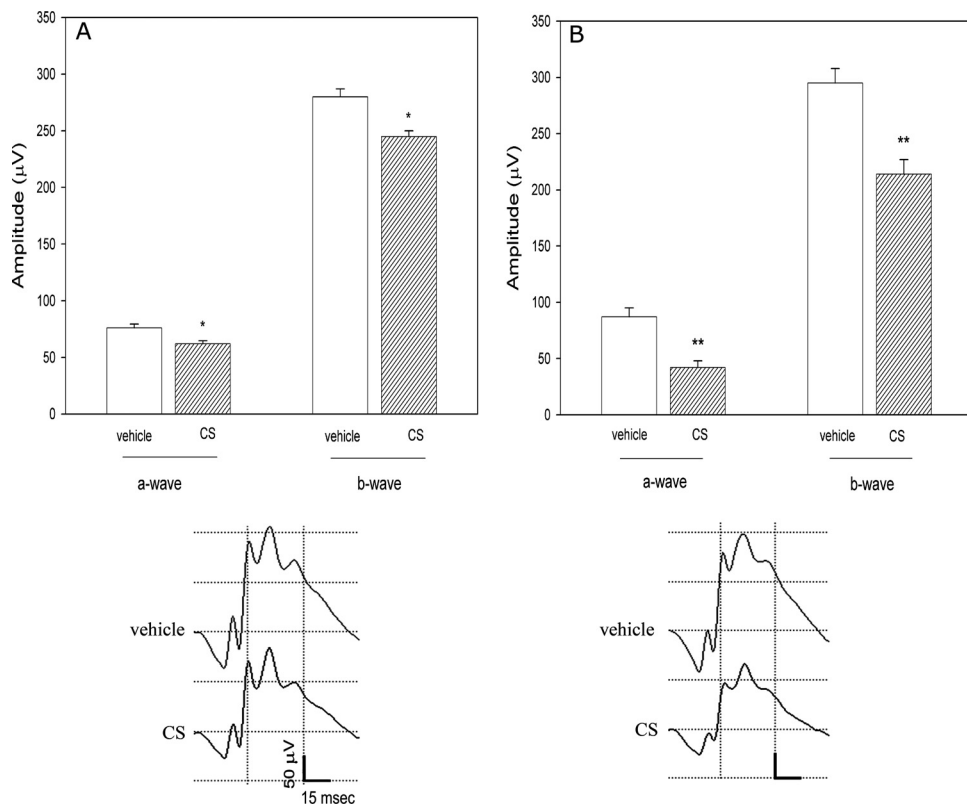 A
350
300
250
200
150
100
50
0
Amplitude (μV)
*
*
vehicle CS vehicle CS
a-wave b-wave
B
350
300
250
200
150
100
50
0
Amplitude (μV)
**
**
vehicle CS vehicle CS
a-wave b-wave
vehicle
CS
50 μV
15 msec
vehicle
CS